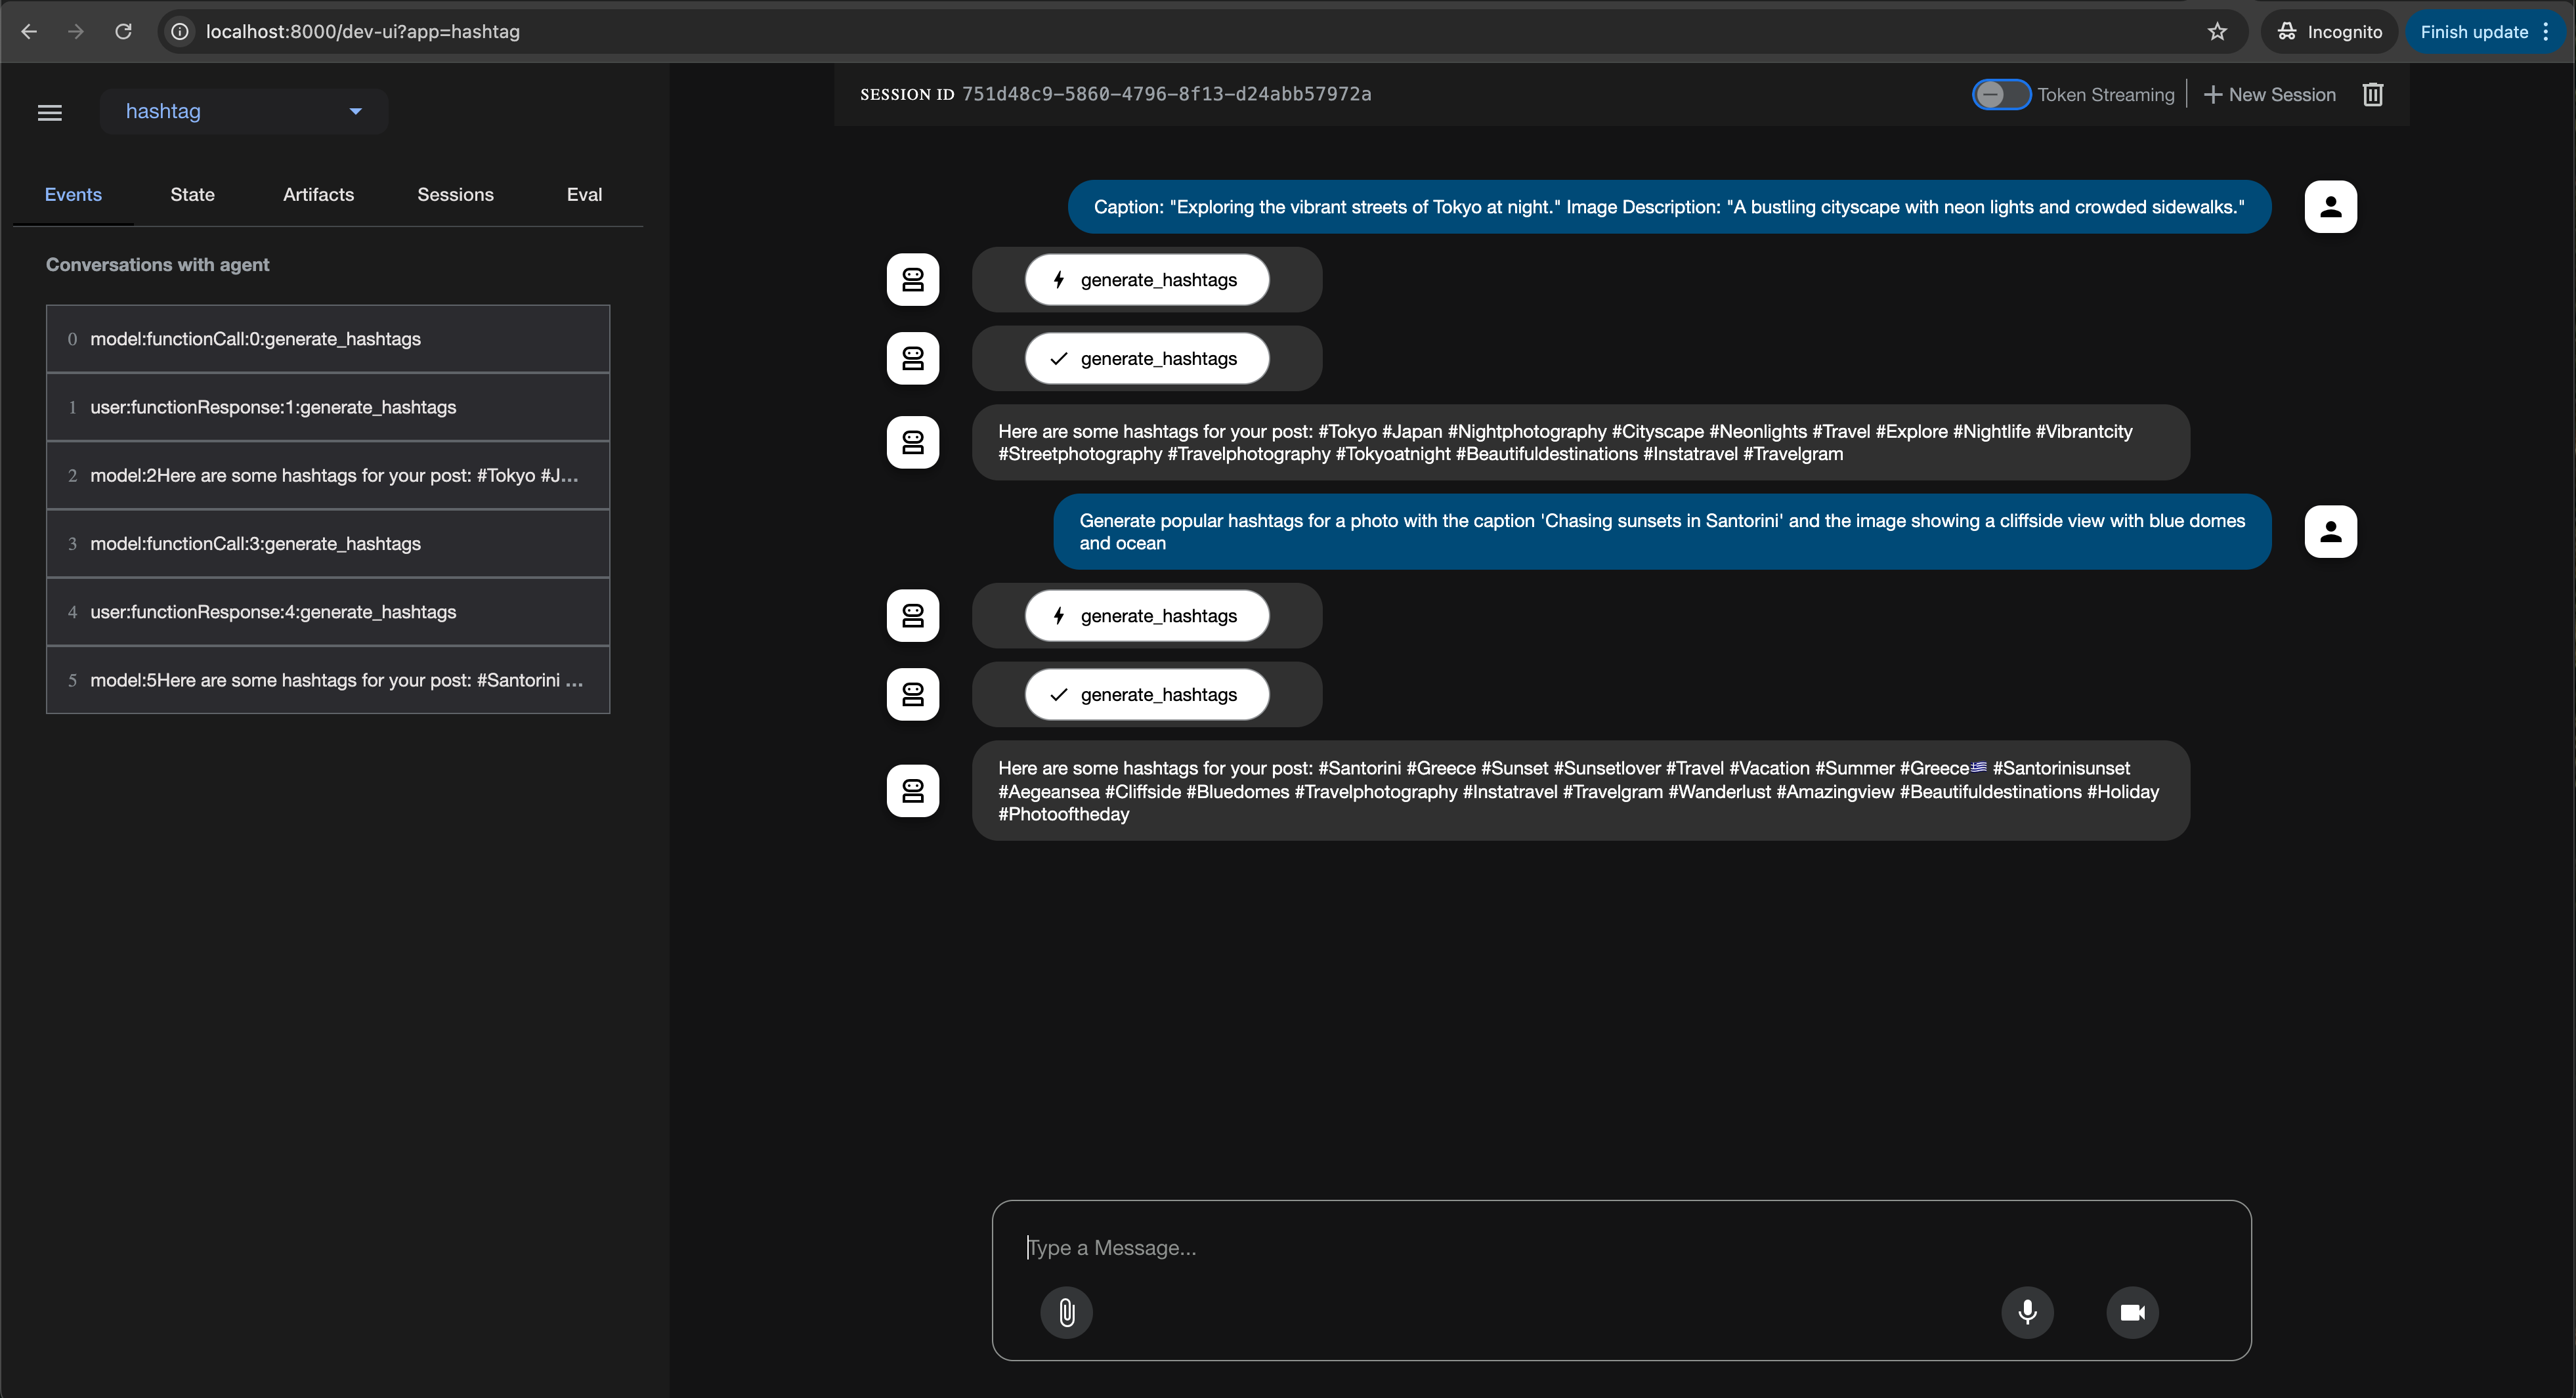 localhost:8000/dev-ui?app=hashtag
Incognito
Finish update
hashtag
SESSION ID 751d48c9-5860-4796-8f13-d24abb57972a
Token Streaming
New Session
Events
State
Artifacts
Sessions
Eval
Conversations with agent
0 model:functionCall:0:generate_hashtags
1 user:functionResponse:1:generate_hashtags
2 model:2Here are some hashtags for your post: #Tokyo #J...
3 model:functionCall:3:generate_hashtags
4 user:functionResponse:4:generate_hashtags
5 model:5Here are some hashtags for your post: #Santorini ...
Caption: "Exploring the vibrant streets of Tokyo at night." Image Description: "A bustling cityscape with neon lights and crowded sidewalks."
generate_hashtags
generate_hashtags
Here are some hashtags for your post: #Tokyo #Japan #Nightphotography #Cityscape #Neonlights #Travel #Explore #Nightlife #Vibrantcity
#Streetphotography #Travelphotography #Tokyoatnight #Beautifuldestinations #Instatravel #Travelgram
Generate popular hashtags for a photo with the caption 'Chasing sunsets in Santorini' and the image showing a cliffside view with blue domes
and ocean
generate_hashtags
generate_hashtags
Here are some hashtags for your post: #Santorini #Greece #Sunset #Sunsetlover #Travel #Vacation #Summer #Greece🇬🇷 #Santorinisunset
#Aegeansea #Cliffside #Bluedomes #Travelphotography #Instatravel #Travelgram #Wanderlust #Amazingview #Beautifuldestinations #Holiday
#Photooftheday
Type a Message...